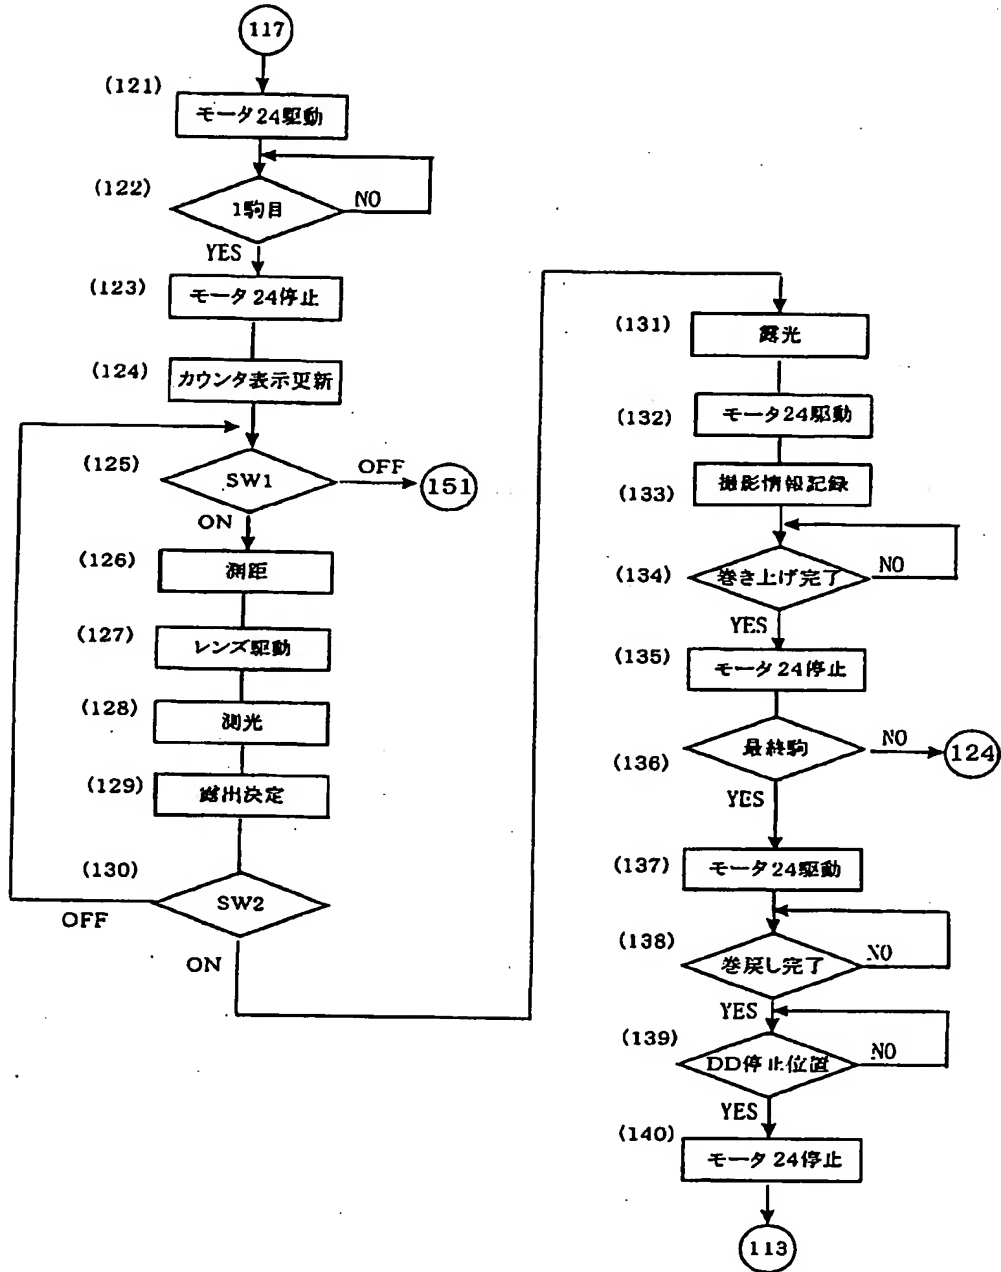 117
(121)
モータ24駆動
(122)
1駒目
NO
YES
(123)
モータ24停止
(124)
カウンタ表示更新
(125)
SW1
OFF
151
ON
(126)
測距
(127)
レンズ駆動
(128)
測光
(129)
露出決定
(130)
SW2
OFF
ON
(131)
露光
(132)
モータ24駆動
(133)
撮影情報記録
(134)
巻き上げ完了
NO
YES
(135)
モータ24停止
(136)
最終駒
NO
124
YES
(137)
モータ24駆動
(138)
巻戻し完了
NO
YES
(139)
DD停止位置
NO
YES
(140)
モータ24停止
113